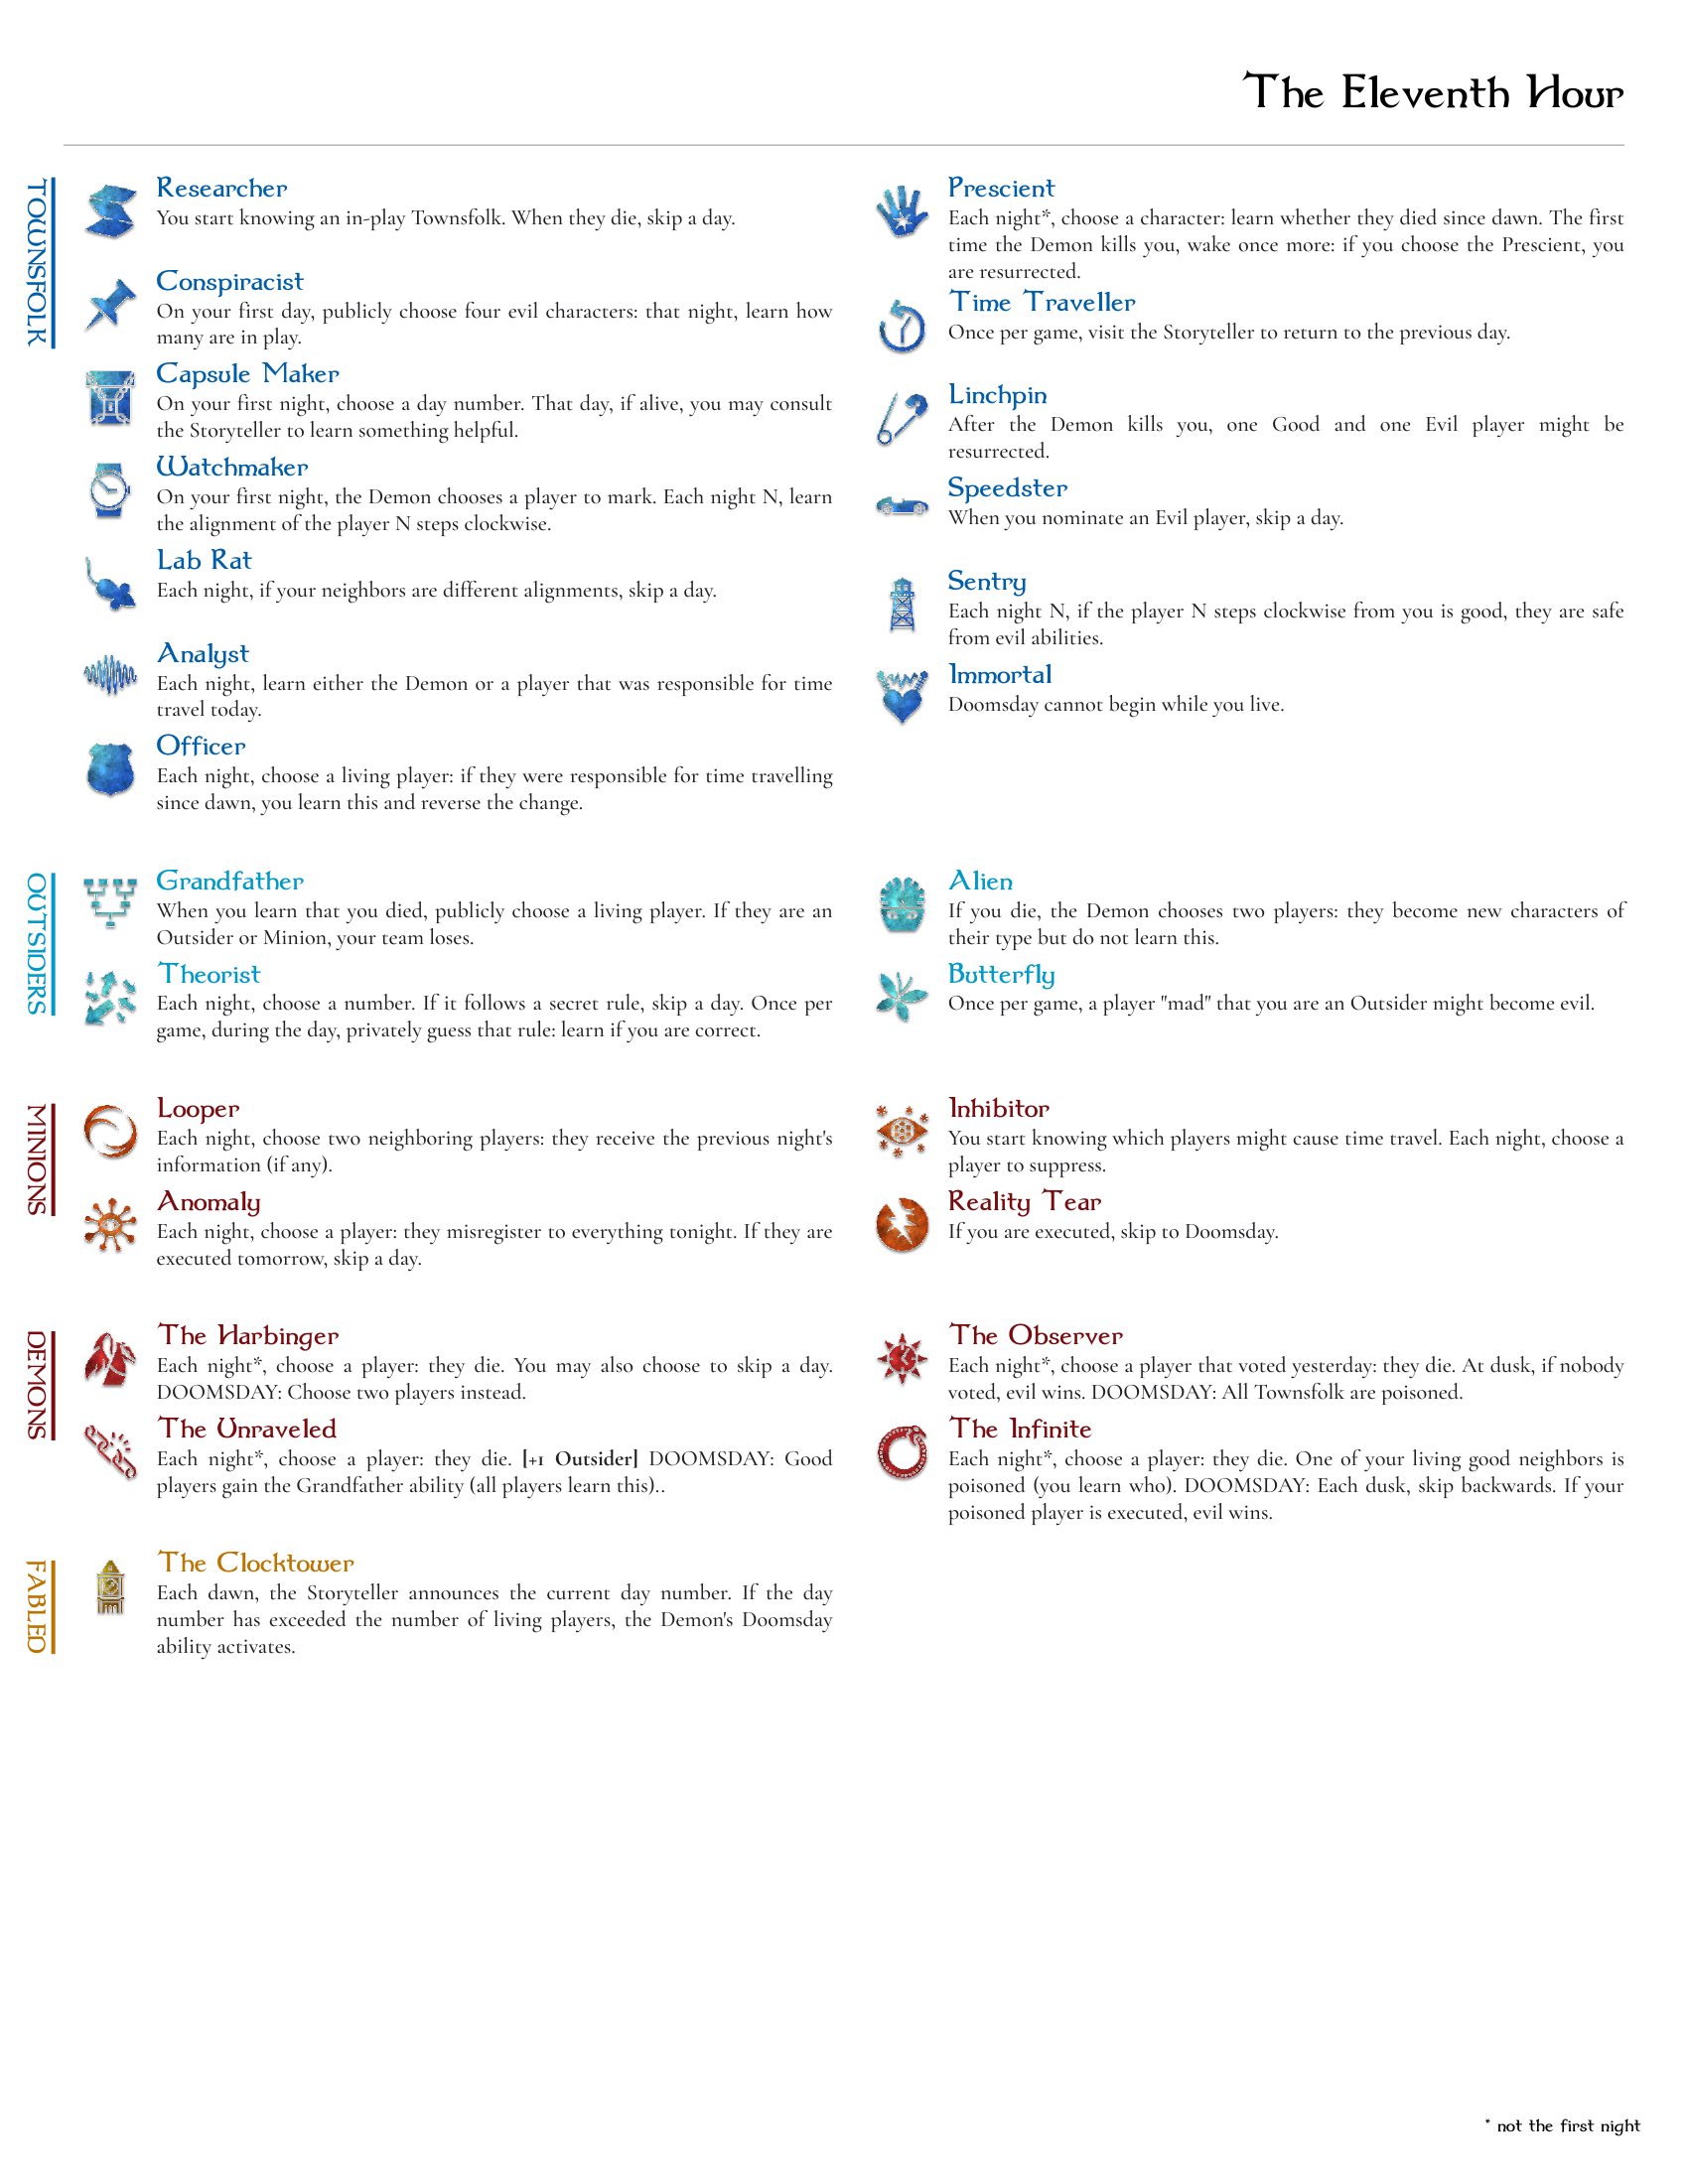 The Eleventh Hour
TOWNSFOLK
Researcher
You start knowing an in-play Townsfolk. When they die, skip a day.
Conspiracist
On your first day, publicly choose four evil characters: that night, learn how
many are in play.
Capsule Maker
On your first night, choose a day number. That day, if alive, you may consult
the Storyteller to learn something helpful.
Watchmaker
On your first night, the Demon chooses a player to mark. Each night N, learn
the alignment of the player N steps clockwise.
Lab Rat
Each night, if your neighbors are different alignments, skip a day.
Analyst
Each night, learn either the Demon or a player that was responsible for time
travel today.
Officer
Each night, choose a living player: if they were responsible for time travelling
since dawn, you learn this and reverse the change.
Prescient
Each night*, choose a character: learn whether they died since dawn. The first
time the Demon kills you, wake once more: if you choose the Prescient, you
are resurrected.
Time Traveller
Once per game, visit the Storyteller to return to the previous day.
Linchpin
After the Demon kills you, one Good and one Evil player might be
resurrected.
Speedster
When you nominate an Evil player, skip a day.
Sentry
Each night N, if the player N steps clockwise from you is good, they are safe
from evil abilities.
Immortal
Doomsday cannot begin while you live.
OUTSIDERS
Grandfather
When you learn that you died, publicly choose a living player. If they are an
Outsider or Minion, your team loses.
Theorist
Each night, choose a number. If it follows a secret rule, skip a day. Once per
game, during the day, privately guess that rule: learn if you are correct.
Alien
If you die, the Demon chooses two players: they become new characters of
their type but do not learn this.
Butterfly
Once per game, a player "mad" that you are an Outsider might become evil.
MINIONS
Looper
Each night, choose two neighboring players: they receive the previous night's
information (if any).
Anomaly
Each night, choose a player: they misregister to everything tonight. If they are
executed tomorrow, skip a day.
Inhibitor
You start knowing which players might cause time travel. Each night, choose a
player to suppress.
Reality Tear
If you are executed, skip to Doomsday.
DEMONS
The Harbinger
Each night*, choose a player: they die. You may also choose to skip a day.
DOOMSDAY: Choose two players instead.
The Unraveled
Each night*, choose a player: they die. [+1 Outsider] DOOMSDAY: Good
players gain the Grandfather ability (all players learn this)..
The Observer
Each night*, choose a player that voted yesterday: they die. At dusk, if nobody
voted, evil wins. DOOMSDAY: All Townsfolk are poisoned.
The Infinite
Each night*, choose a player: they die. One of your living good neighbors is
poisoned (you learn who). DOOMSDAY: Each dusk, skip backwards. If your
poisoned player is executed, evil wins.
FABLED
The Clocktower
Each dawn, the Storyteller announces the current day number. If the day
number has exceeded the number of living players, the Demon's Doomsday
ability activates.
* not the first night